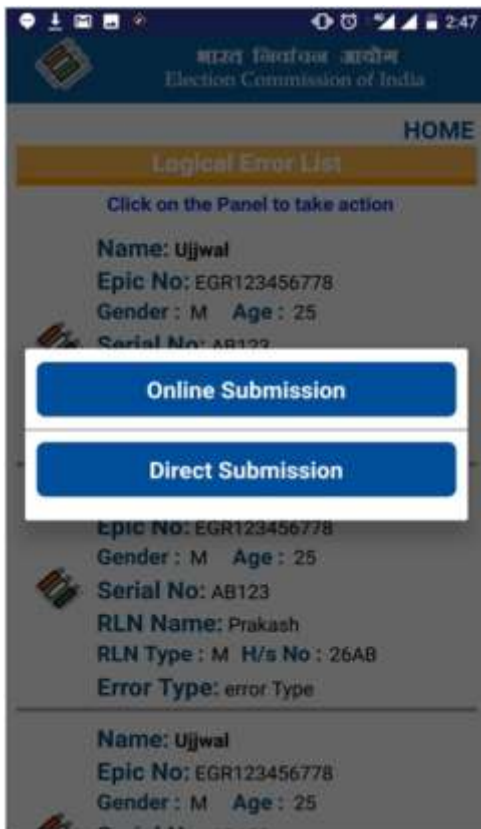 2:47
भारत निर्वाचन आयोग
Election Commission of India
HOME
Logical Error List
Click on the Panel to take action
Name: Ujjwal
Epic No: EGR123456778
Gender : M Age : 25
Serial No: AB123
Online Submission
Direct Submission
Epic No: EGR123456778
Gender : M Age : 25
Serial No: AB123
RLN Name: Prakash
RLN Type : M H/s No : 26AB
Error Type: error Type
Name: Ujjwal
Epic No: EGR123456778
Gender : M Age : 25